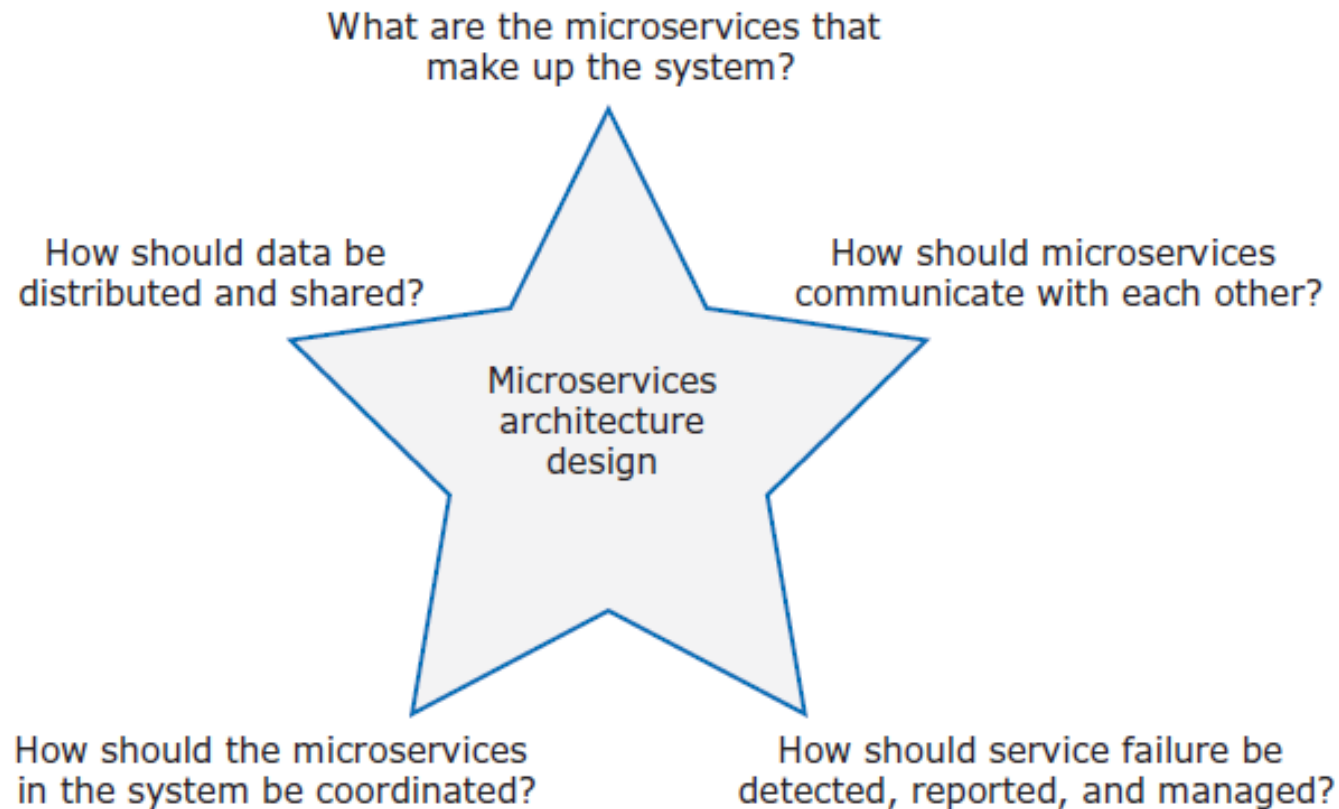 What are the microservices that
make up the system?
How should data be
distributed and shared?
How should microservices
communicate with each other?
Microservices
architecture
design
How should the microservices
in the system be coordinated?
How should service failure be
detected, reported, and managed?